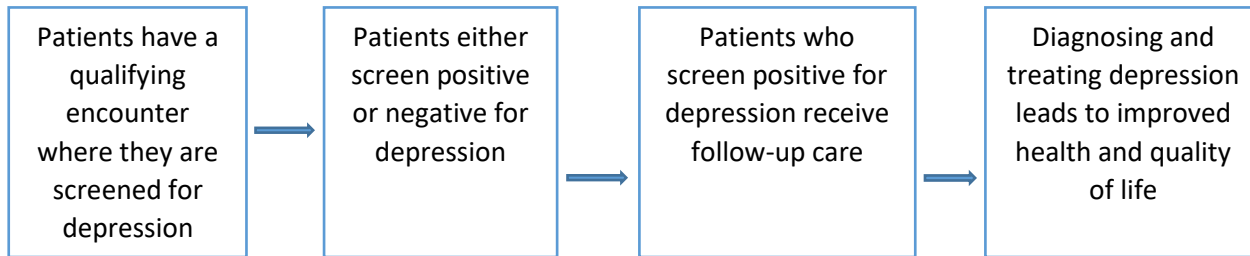 Patients have a
qualifying
encounter
where they are
screened for
depression
Patients either
screen positive
or negative for
depression
Patients who
screen positive for
depression receive
follow-up care
Diagnosing and
treating depression
leads to improved
health and quality
of life